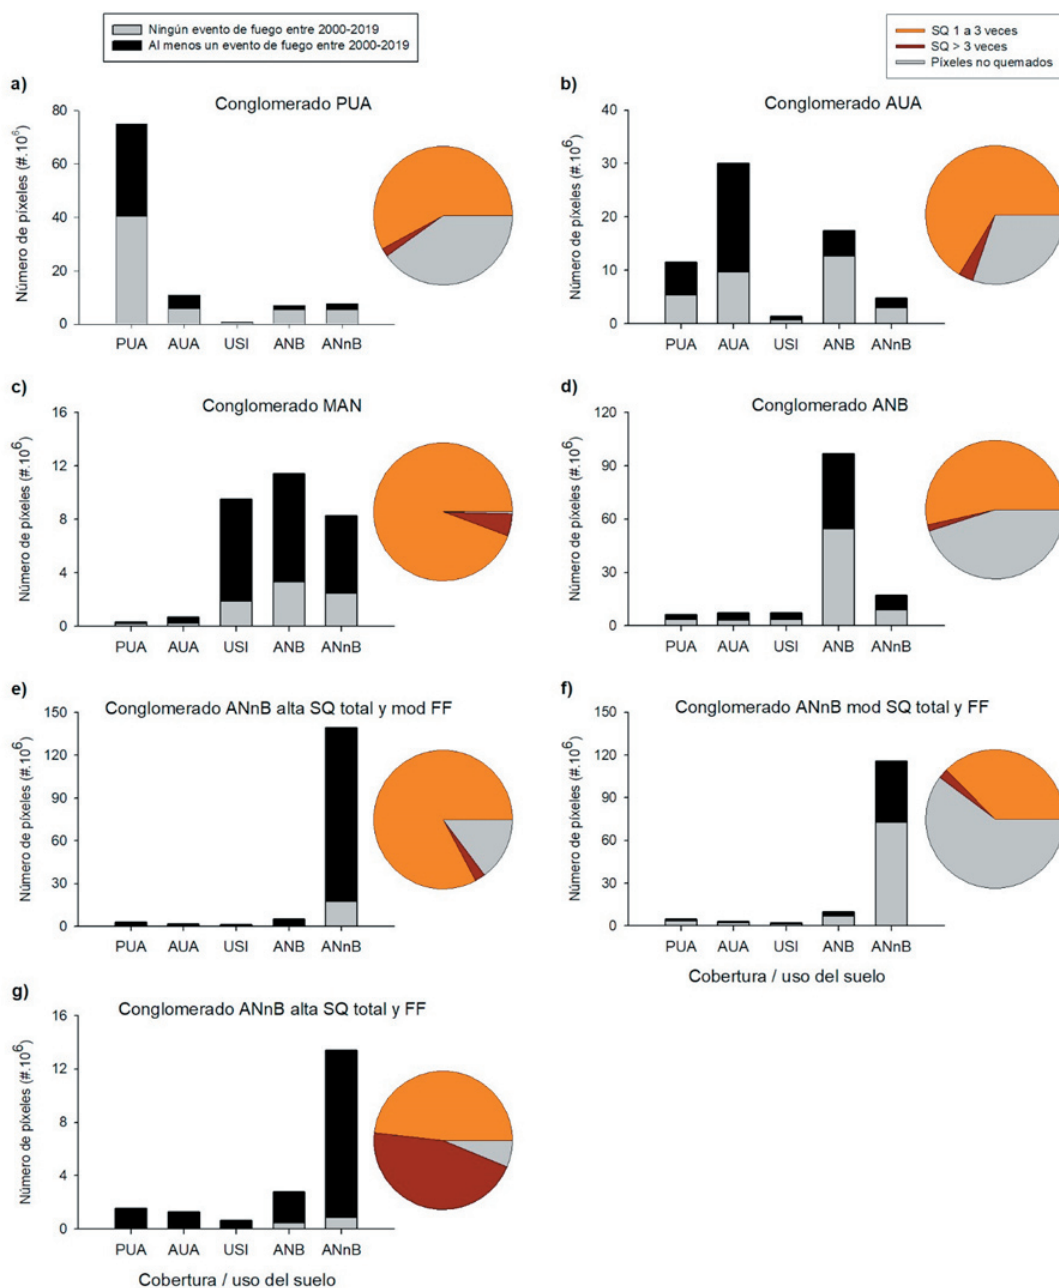 Ningún evento de fuego entre 2000-2019
Al menos un evento de fuego entre 2000-2019
SQ 1 a 3 veces
SQ > 3 veces
Píxeles no quemados
a)
Conglomerado PUA
Número de píxeles (#.10⁶)
80
60
40
20
0
PUA AUA USI ANB ANnB
b)
Conglomerado AUA
Número de píxeles (#.10⁶)
40
30
20
10
0
PUA AUA USI ANB ANnB
c)
Conglomerado MAN
Número de píxeles (#.10⁶)
16
12
8
4
0
PUA AUA USI ANB ANnB
d)
Conglomerado ANB
Número de píxeles (#.10⁶)
120
90
60
30
0
PUA AUA USI ANB ANnB
e)
Conglomerado ANnB alta SQ total y mod FF
Número de píxeles (#.10⁶)
150
120
90
60
30
0
PUA AUA USI ANB ANnB
f)
Conglomerado ANnB mod SQ total y FF
Número de píxeles (#.10⁶)
150
120
90
60
30
0
PUA AUA USI ANB ANnB
Cobertura / uso del suelo
g)
Conglomerado ANnB alta SQ total y FF
Número de píxeles (#.10⁶)
16
12
8
4
0
PUA AUA USI ANB ANnB
Cobertura / uso del suelo